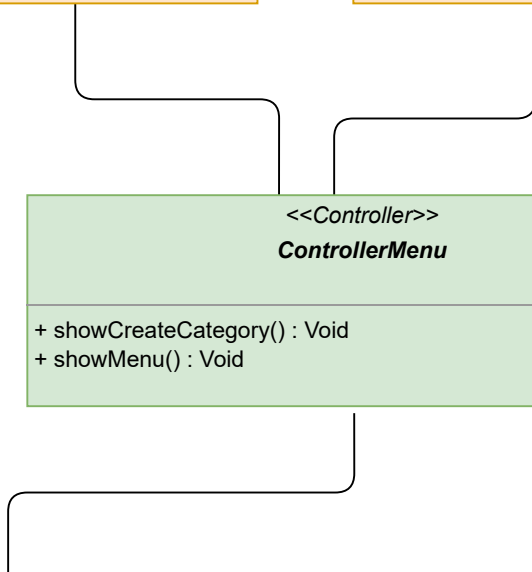 <<Controller>>
ControllerMenu
+ showCreateCategory() : Void
+ showMenu() : Void